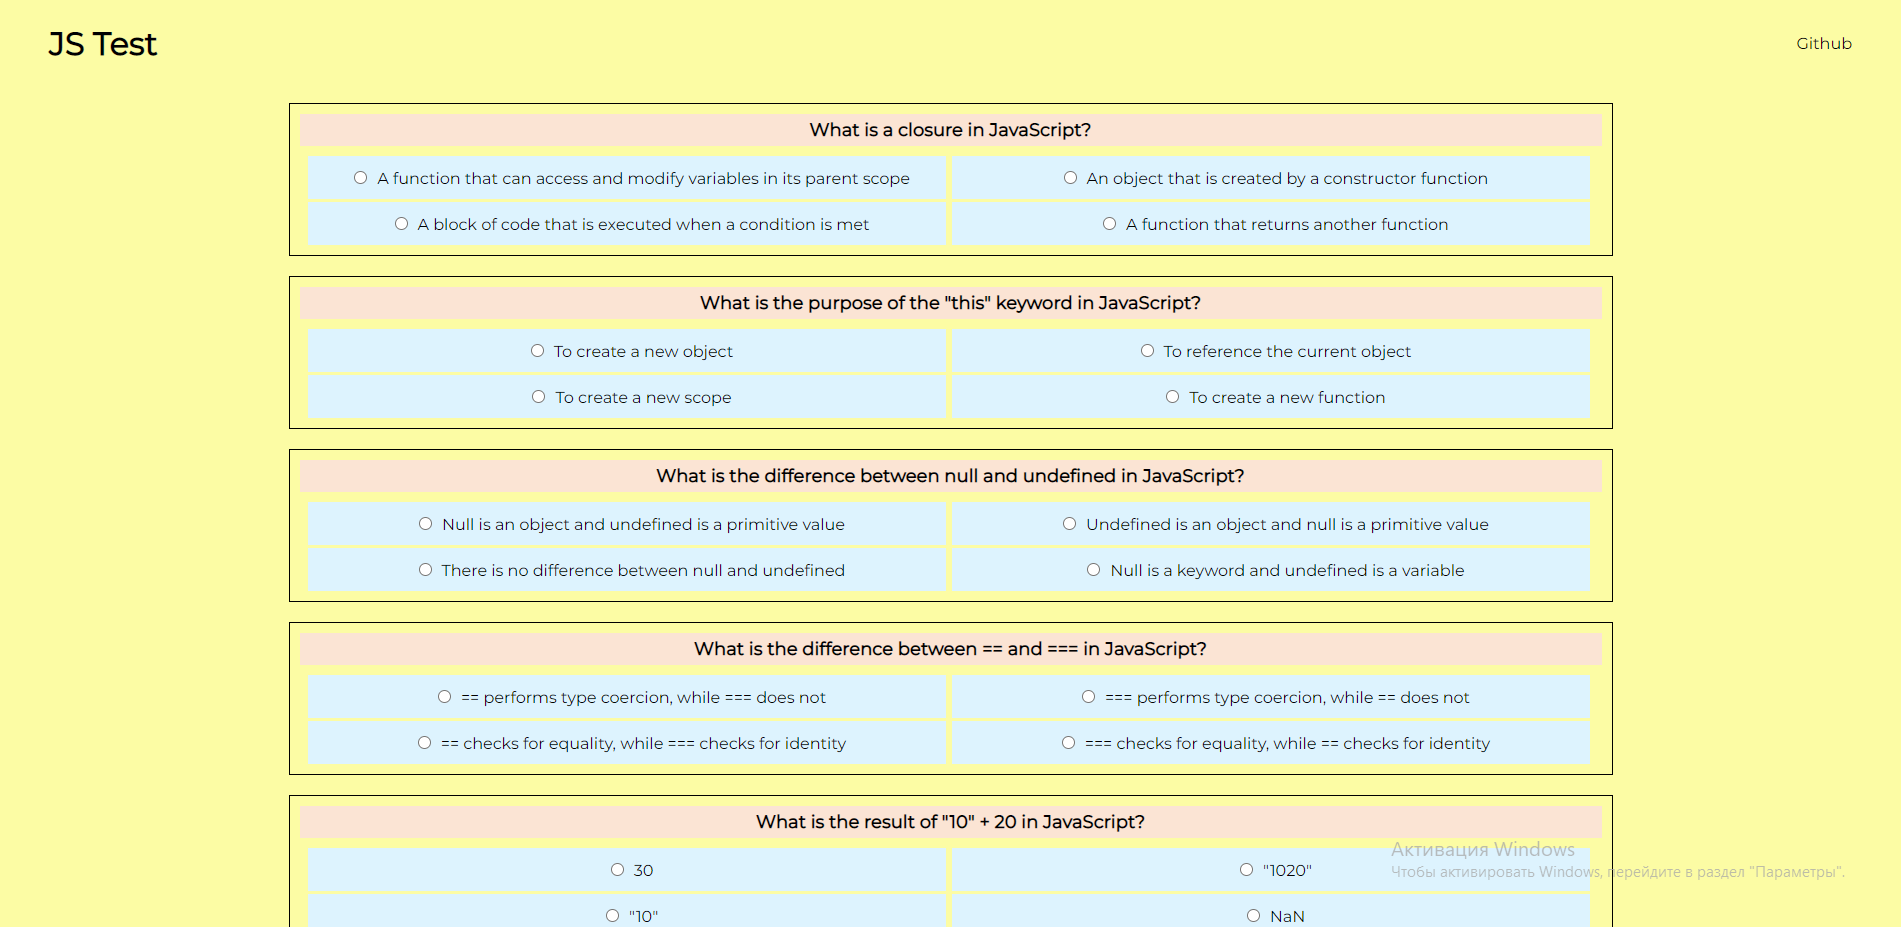 JS Test
Github
What is a closure in JavaScript?
A function that can access and modify variables in its parent scope
An object that is created by a constructor function
A block of code that is executed when a condition is met
A function that returns another function
What is the purpose of the "this" keyword in JavaScript?
To create a new object
To reference the current object
To create a new scope
To create a new function
What is the difference between null and undefined in JavaScript?
Null is an object and undefined is a primitive value
Undefined is an object and null is a primitive value
There is no difference between null and undefined
Null is a keyword and undefined is a variable
What is the difference between == and === in JavaScript?
== performs type coercion, while === does not
=== performs type coercion, while == does not
== checks for equality, while === checks for identity
=== checks for equality, while == checks for identity
What is the result of "10" + 20 in JavaScript?
30
"1020"
"10"
NaN
Активация Windows
Чтобы активировать Windows, перейдите в раздел "Параметры".